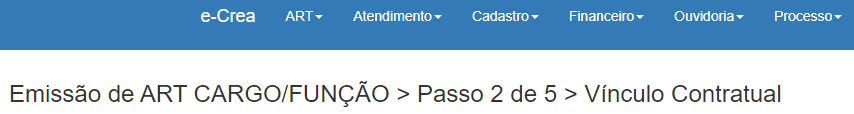 e-Crea ART Atendimento Cadastro Financeiro Ouvidoria Processo
Emissão de ART CARGO/FUNÇÃO > Passo 2 de 5 > Vínculo Contratual